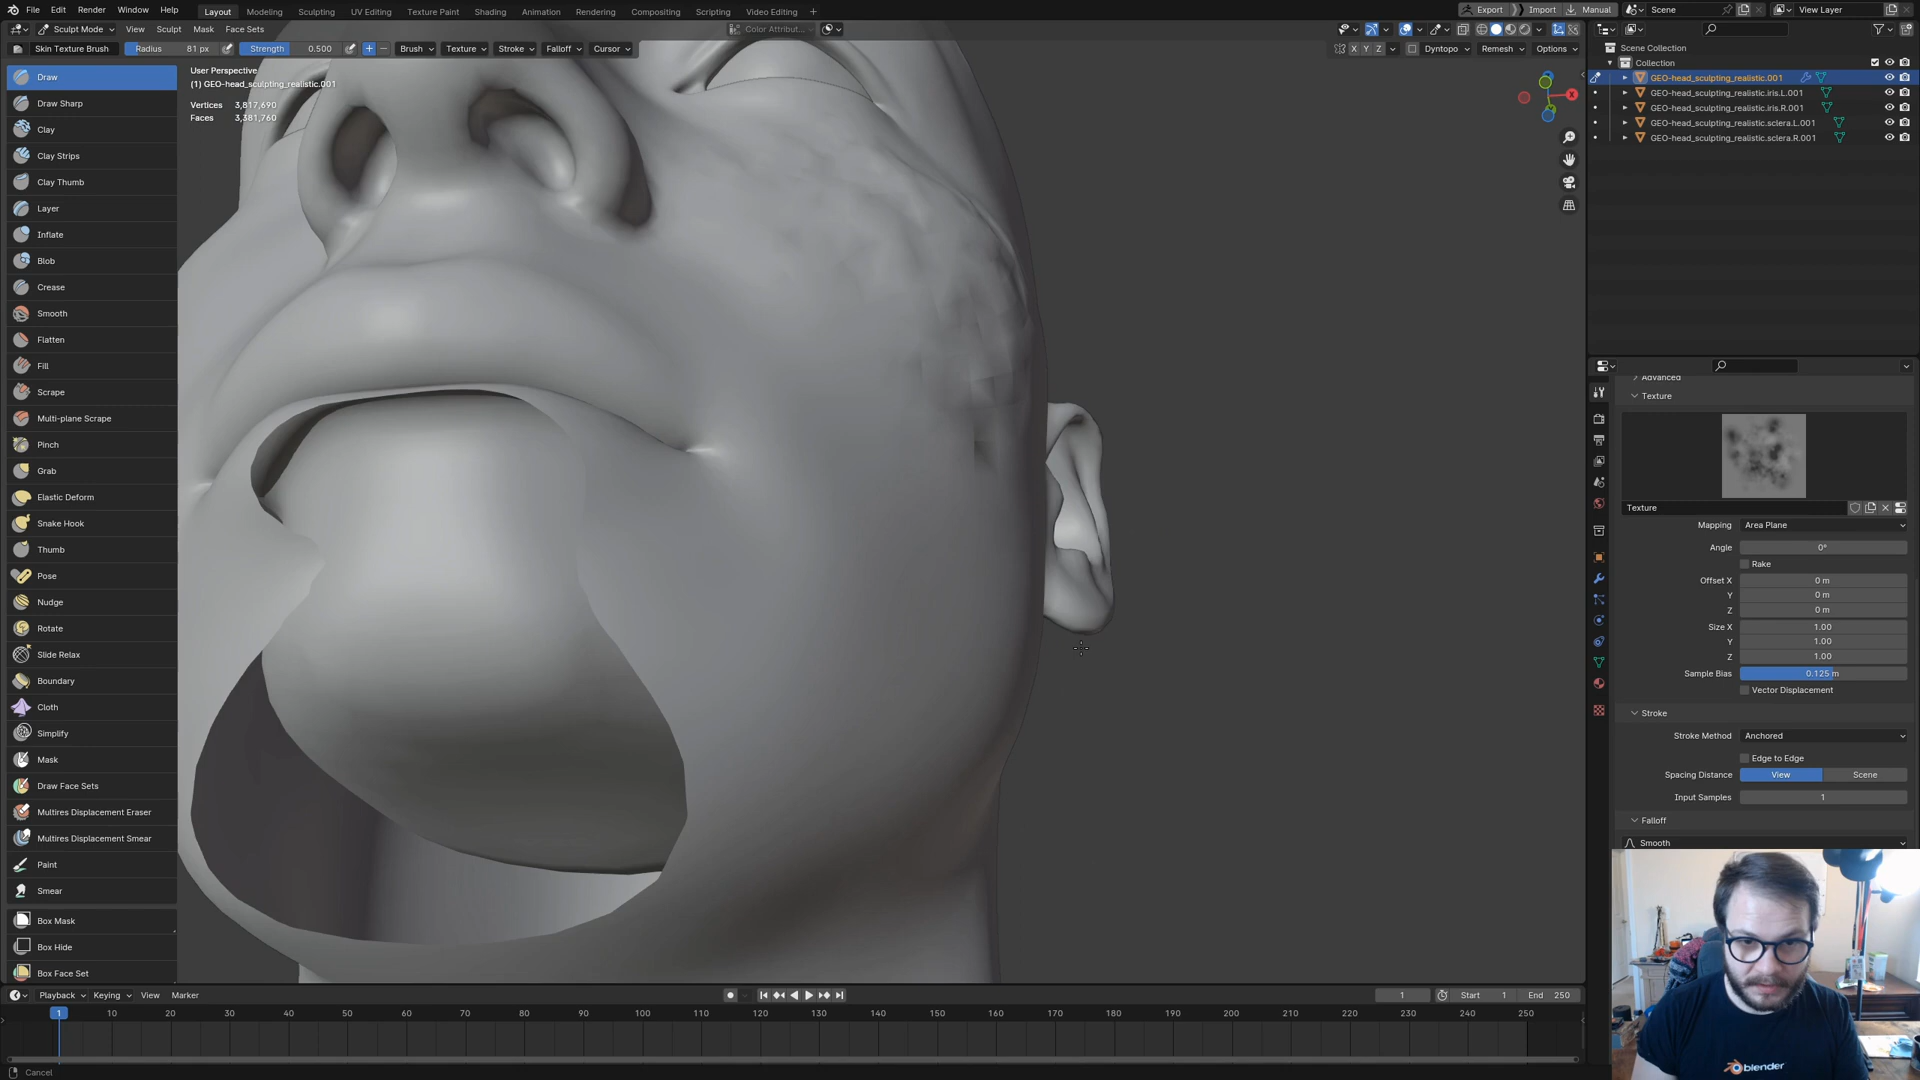 File Edit Render Window Help Layout Modeling Sculpting UV Editing Texture Paint Shading Animation Rendering Compositing Scripting Video Editing + Export Import Manual Scene View Layer
Sculpt Mode View Sculpt Mask Face Sets Color Attribut...
Skin Texture Brush Radius 81 px Strength 0.500 Brush Texture Stroke Falloff Cursor X Y Z Dyntopo Remesh Options
Draw
Draw Sharp
Clay
Clay Strips
Clay Thumb
Layer
Inflate
Blob
Crease
Smooth
Flatten
Fill
Scrape
Multi-plane Scrape
Pinch
Grab
Elastic Deform
Snake Hook
Thumb
Pose
Nudge
Rotate
Slide Relax
Boundary
Cloth
Simplify
Mask
Draw Face Sets
Multires Displacement Eraser
Multires Displacement Smear
Paint
Smear
Box Mask
Box Hide
Box Face Set
User Perspective
(1) GEO-head_sculpting_realistic.001
Vertices 3,817,690
Faces 3,381,760
X
Scene Collection
Collection
GEO-head_sculpting_realistic.001
GEO-head_sculpting_realistic.iris.L.001
GEO-head_sculpting_realistic.iris.R.001
GEO-head_sculpting_realistic.sclera.L.001
GEO-head_sculpting_realistic.sclera.R.001
Advanced
Texture
Texture
Mapping Area Plane
Angle 0°
Rake
Offset X 0 m
Y 0 m
Z 0 m
Size X 1.00
Y 1.00
Z 1.00
Sample Bias 0.125 m
Vector Displacement
Stroke
Stroke Method Anchored
Edge to Edge
Spacing Distance View Scene
Input Samples 1
Falloff
Smooth
blender
Playback Keying View Marker 1 Start 1 End 250
1 10 20 30 40 50 60 70 80 90 100 110 120 130 140 150 160 170 180 190 200 210 220 230 240 250
Cancel